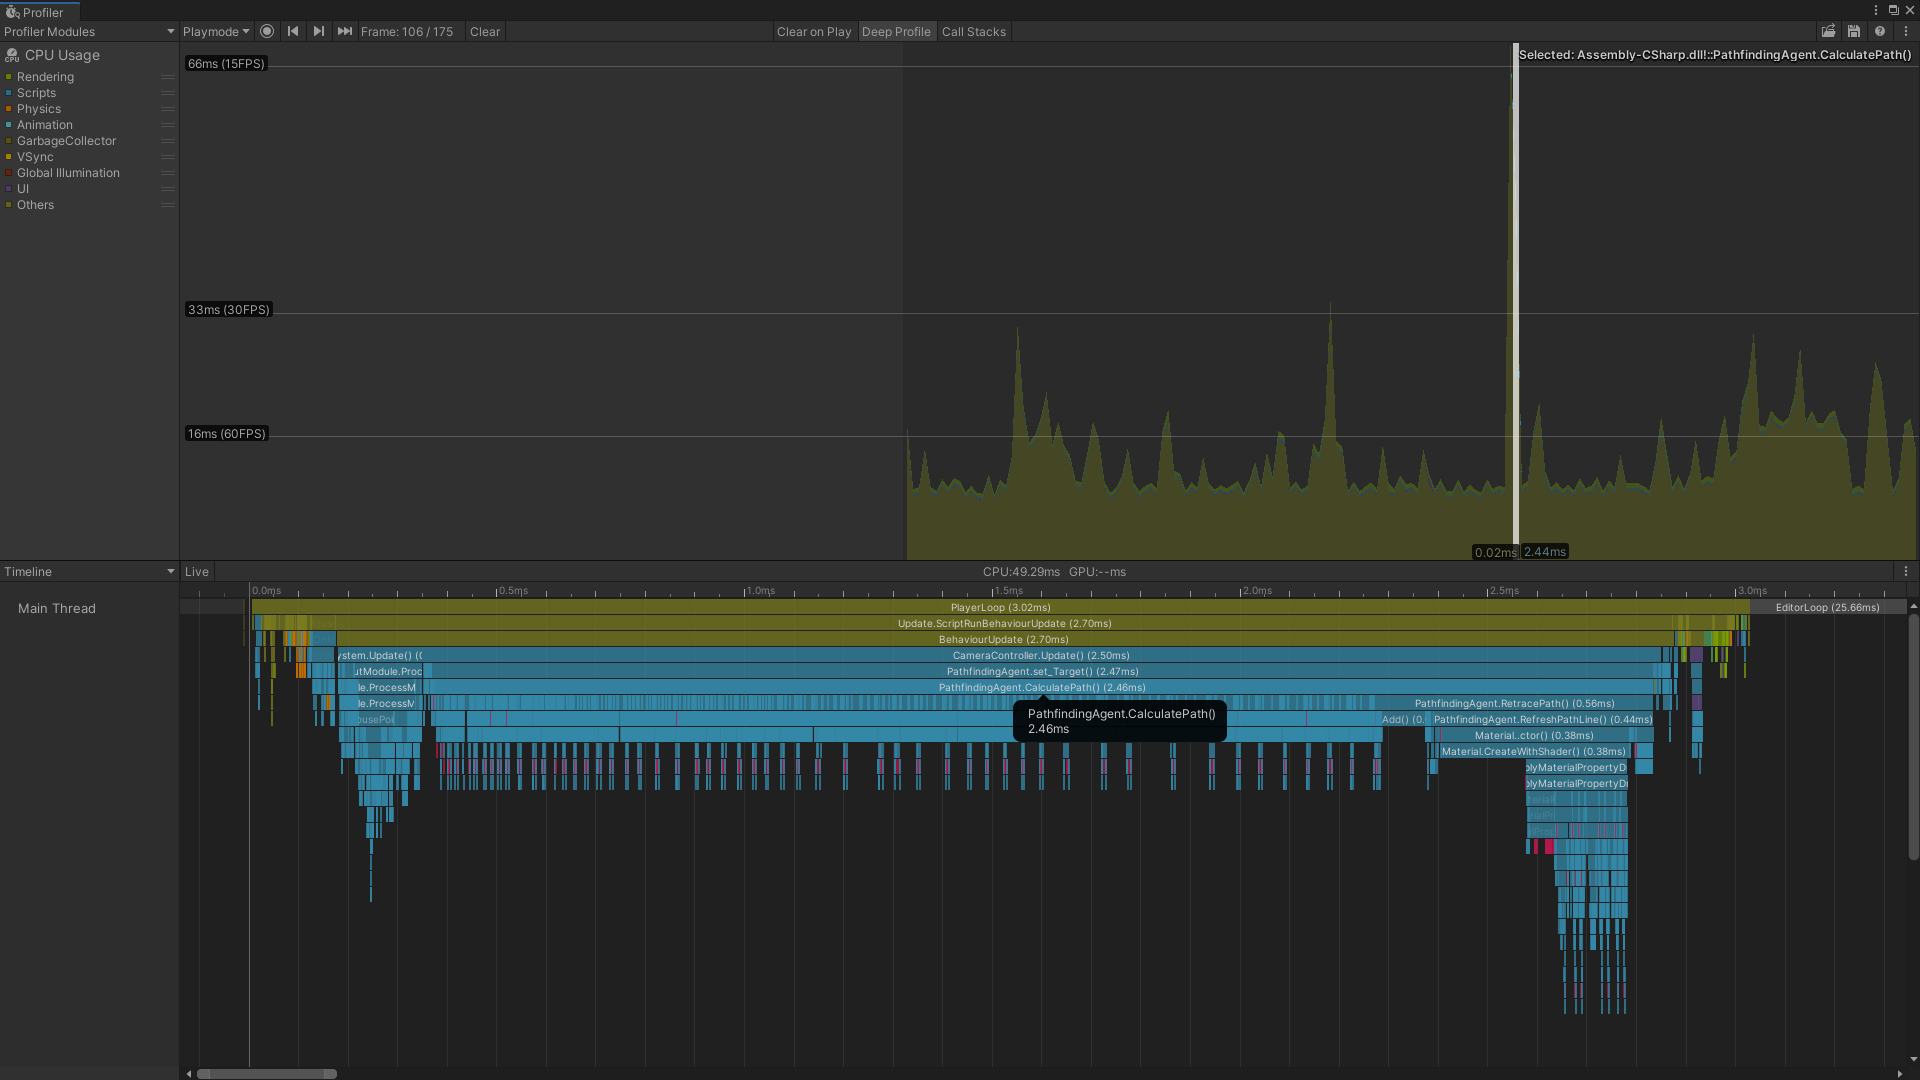 Profiler
Profiler Modules
Playmode
Frame: 106 / 175
Clear
Clear on Play
Deep Profile
Call Stacks
CPU Usage
Rendering
Scripts
Physics
Animation
GarbageCollector
VSync
Global Illumination
UI
Others
66ms (15FPS)
Selected: Assembly-CSharp.dll!::PathfindingAgent.CalculatePath()
33ms (30FPS)
16ms (60FPS)
0.02ms
2.44ms
Timeline
Live
CPU:49.29ms GPU:--ms
Main Thread
0.0ms
0.5ms
1.0ms
1.5ms
2.0ms
2.5ms
3.0ms
PlayerLoop (3.02ms)
EditorLoop (25.66ms)
Update.ScriptRunBehaviourUpdate (2.70ms)
BehaviourUpdate (2.70ms)
ystem.Update() (
CameraController.Update() (2.50ms)
utModule.Proc
PathfindingAgent.set_Target() (2.47ms)
le.ProcessM
PathfindingAgent.CalculatePath() (2.46ms)
le.ProcessM
PathfindingAgent.RetracePath() (0.56ms)
ousePoi
Add() (0.
PathfindingAgent.RefreshPathLine() (0.44ms)
PathfindingAgent.CalculatePath()
2.46ms
Material..ctor() (0.38ms)
Material.CreateWithShader() (0.38ms)
plyMaterialPropertyD
plyMaterialPropertyD